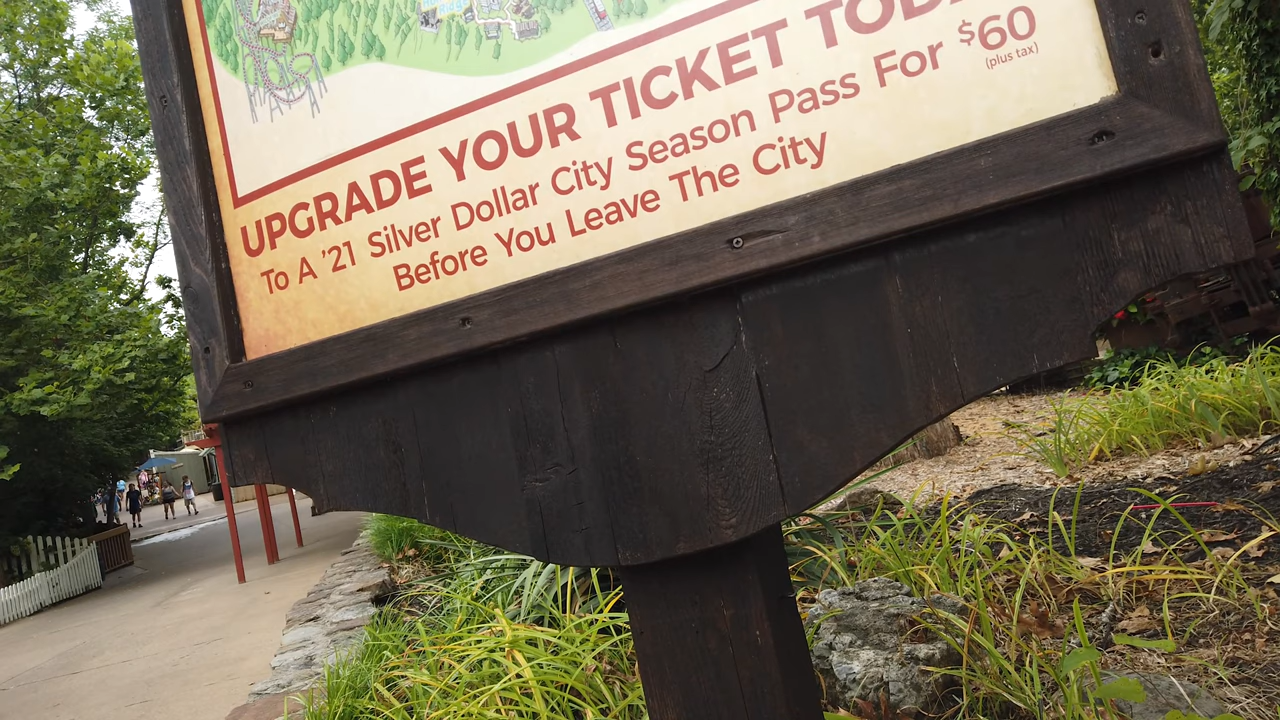 UPGRADE YOUR TICKET TOD
$60
To A '21 Silver Dollar City Season Pass For
(plus tax)
Before You Leave The City